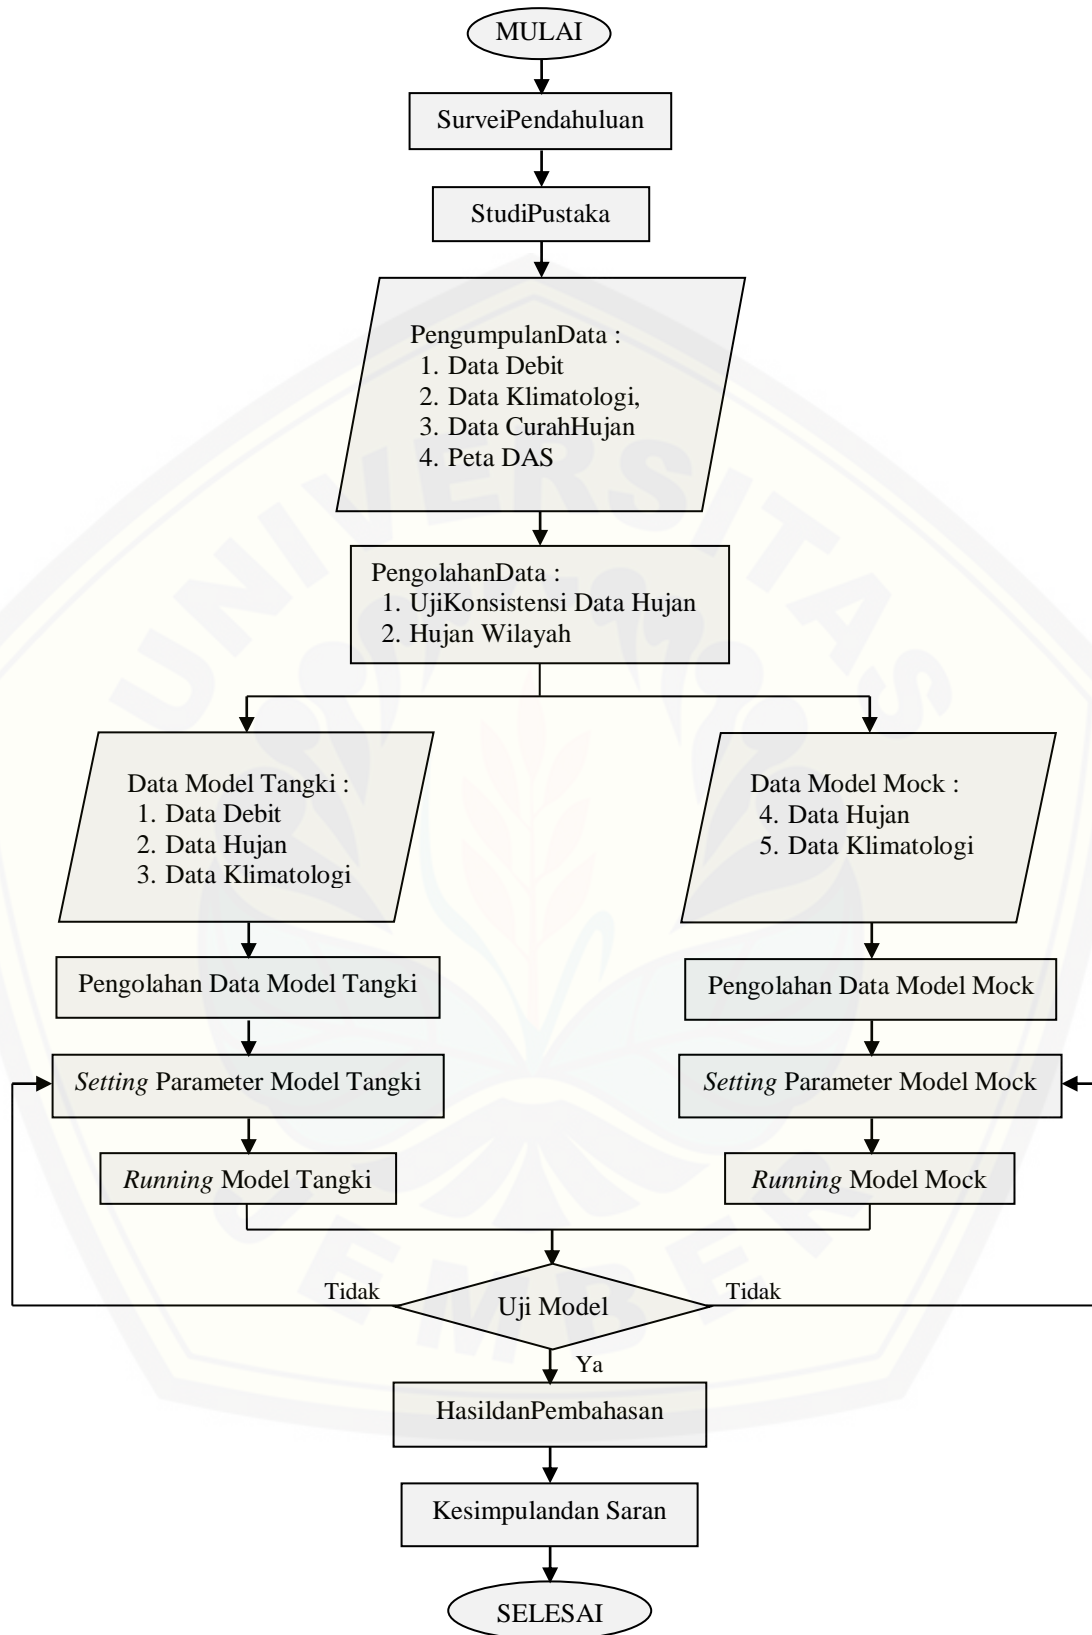 MULAI
SurveiPendahuluan
StudiPustaka
PengumpulanData :
1. Data Debit
2. Data Klimatologi,
3. Data CurahHujan
4. Peta DAS
PengolahanData :
1. UjiKonsistensi Data Hujan
2. Hujan Wilayah
Data Model Tangki :
1. Data Debit
2. Data Hujan
3. Data Klimatologi
Data Model Mock :
4. Data Hujan
5. Data Klimatologi
Pengolahan Data Model Tangki
Pengolahan Data Model Mock
Setting Parameter Model Tangki
Setting Parameter Model Mock
Running Model Tangki
Running Model Mock
Tidak
Uji Model
Tidak
Ya
HasildanPembahasan
Kesimpulandan Saran
SELESAI
UNIVERSITAS
JEMBER